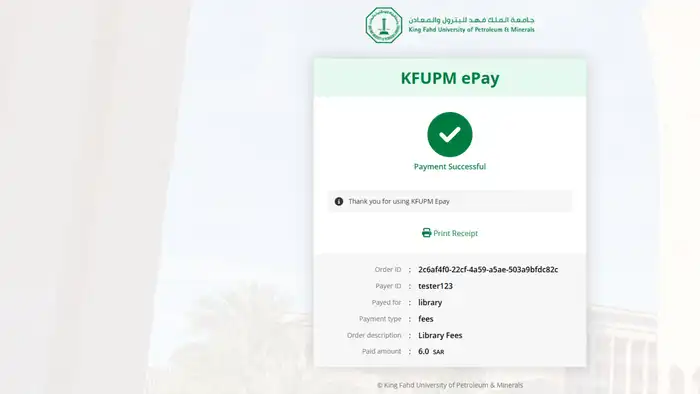 جامعة الملك فهد للبترول والمعادن
King Fahd University of Petroleum & Minerals
KFUPM ePay
Payment Successful
Thank you for using KFUPM Epay
Print Receipt
Order ID : 2c6af4f0-22cf-4a59-a5ae-503a9bfdc82c
Payer ID : tester123
Payed for : library
Payment type : fees
Order description : Library Fees
Paid amount : 6.0 SAR
© King Fahd University of Petroleum & Minerals